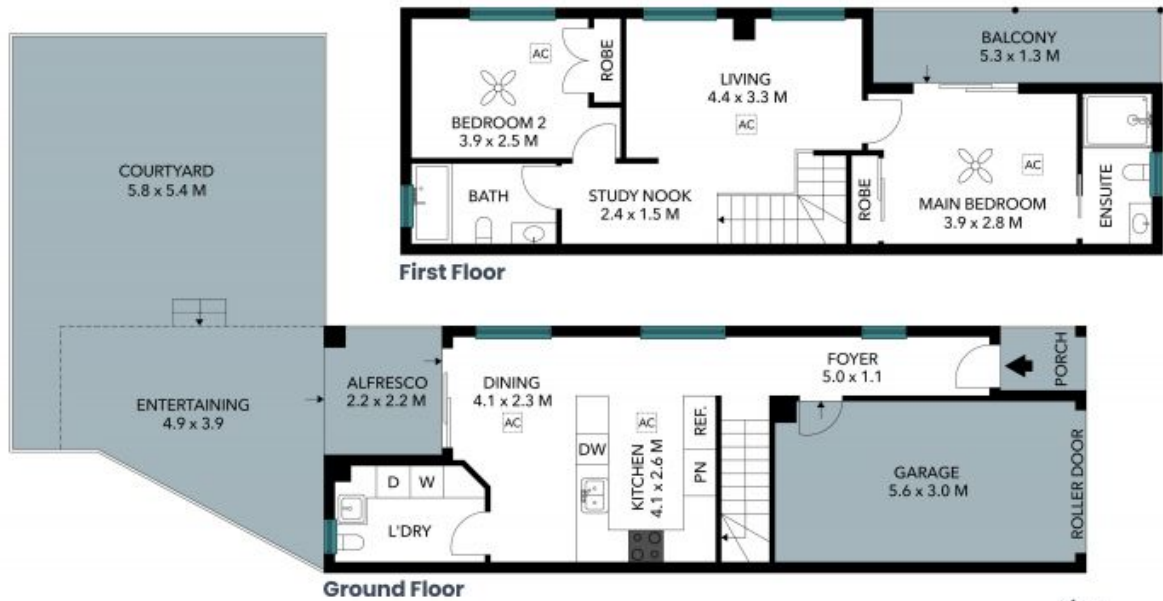 BALCONY
5.3 x 1.3 M
AC
ROBE
LIVING
4.4 x 3.3 M
AC
BEDROOM 2
3.9 x 2.5 M
AC
MAIN BEDROOM
3.9 x 2.8 M
ROBE
ENSUITE
BATH
STUDY NOOK
2.4 x 1.5 M
First Floor
COURTYARD
5.8 x 5.4 M
ENTERTAINING
4.9 x 3.9
ALFRESCO
2.2 x 2.2 M
DINING
4.1 x 2.3 M
AC
AC
KITCHEN
4.1 x 2.6 M
DW
REF.
PN
FOYER
5.0 x 1.1
PORCH
GARAGE
5.6 x 3.0 M
ROLLER DOOR
D
W
L'DRY
Ground Floor